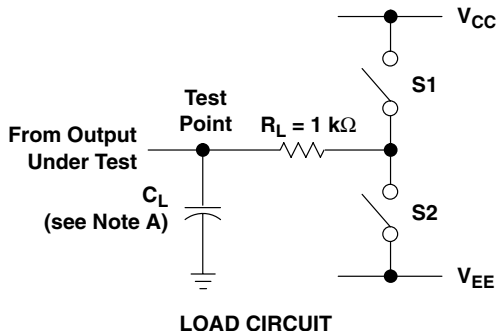 V_CC
S1
Test
Point
R_L = 1 kΩ
From Output
Under Test
C_L
(see Note A)
S2
V_EE
LOAD CIRCUIT